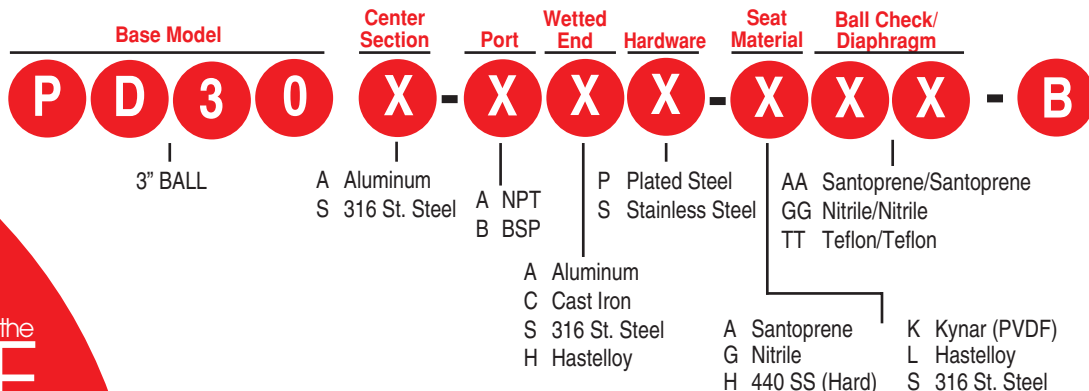 Base Model
Center Section
Port
Wetted End
Hardware
Seat Material
Ball Check/ Diaphragm
P D 3 0 X - X X X - X X X - B
3” BALL
A Aluminum
S 316 St. Steel
A NPT
B BSP
A Aluminum
C Cast Iron
S 316 St. Steel
H Hastelloy
P Plated Steel
S Stainless Steel
A Santoprene
G Nitrile
H 440 SS (Hard)
K Kynar (PVDF)
L Hastelloy
S 316 St. Steel
AA Santoprene/Santoprene
GG Nitrile/Nitrile
TT Teflon/Teflon
the